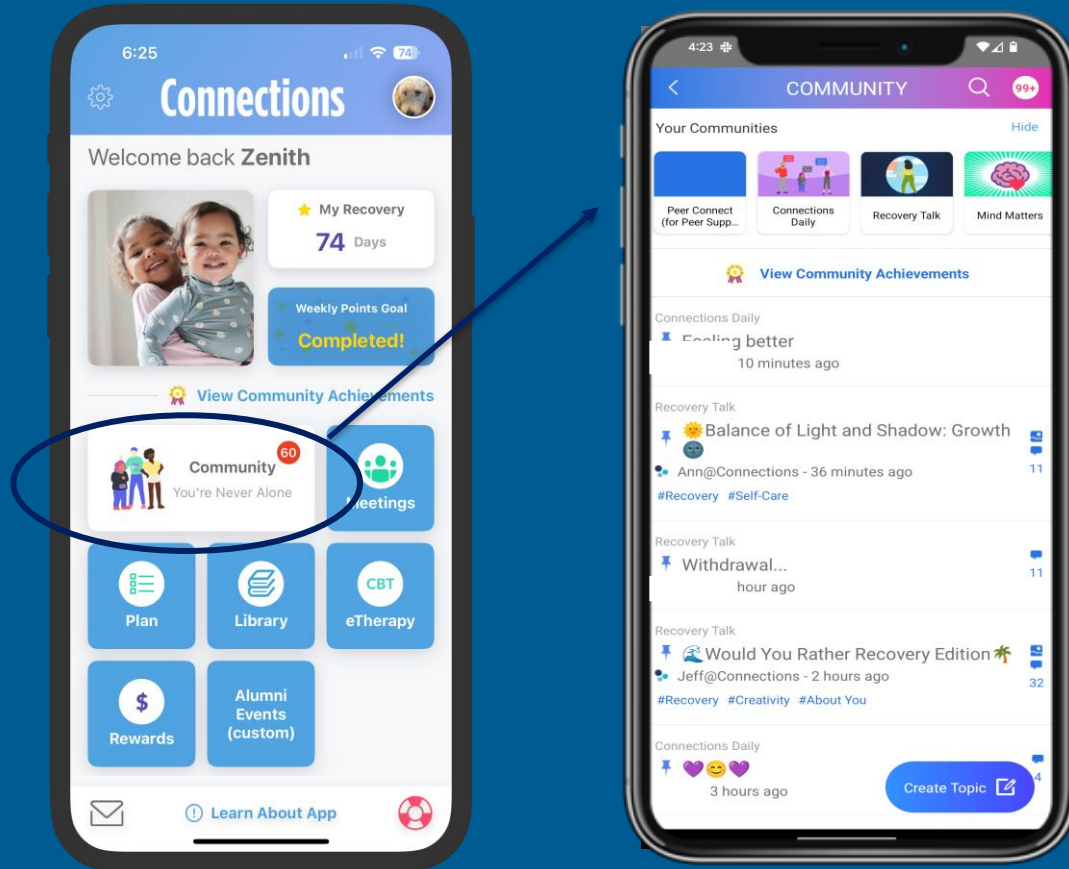 6:25
74
Connections
Welcome back Zenith
My Recovery
74 Days
Weekly Points Goal
Completed!
View Community Achievements
Community
60
You're Never Alone
Meetings
Plan
Library
CBT
eTherapy
$
Rewards
Alumni
Events
(custom)
Learn About App
4:23
COMMUNITY
99+
Your Communities
Hide
Peer Connect
(for Peer Supp...
Connections
Daily
Recovery Talk
Mind Matters
View Community Achievements
Connections Daily
Feeling better
10 minutes ago
Recovery Talk
🌞Balance of Light and Shadow: Growth
🌚
11
Ann@Connections - 36 minutes ago
#Recovery #Self-Care
Recovery Talk
Withdrawal...
11
hour ago
Recovery Talk
🌊Would You Rather Recovery Edition🌴
Jeff@Connections - 2 hours ago
32
#Recovery #Creativity #About You
Connections Daily
💜😊💜
4
3 hours ago
Create Topic